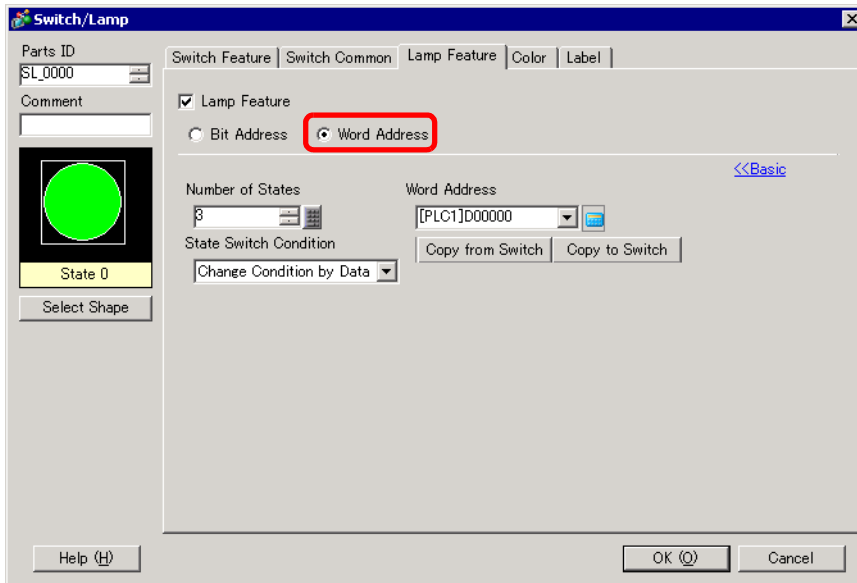 Switch/Lamp
Parts ID
SL_0000
Comment
State 0
Select Shape
Switch Feature Switch Common Lamp Feature Color Label
Lamp Feature
Bit Address Word Address
<<Basic
Number of States Word Address
3 [PLC1]D00000
State Switch Condition Copy from Switch Copy to Switch
Change Condition by Data
Help (H) OK (O) Cancel